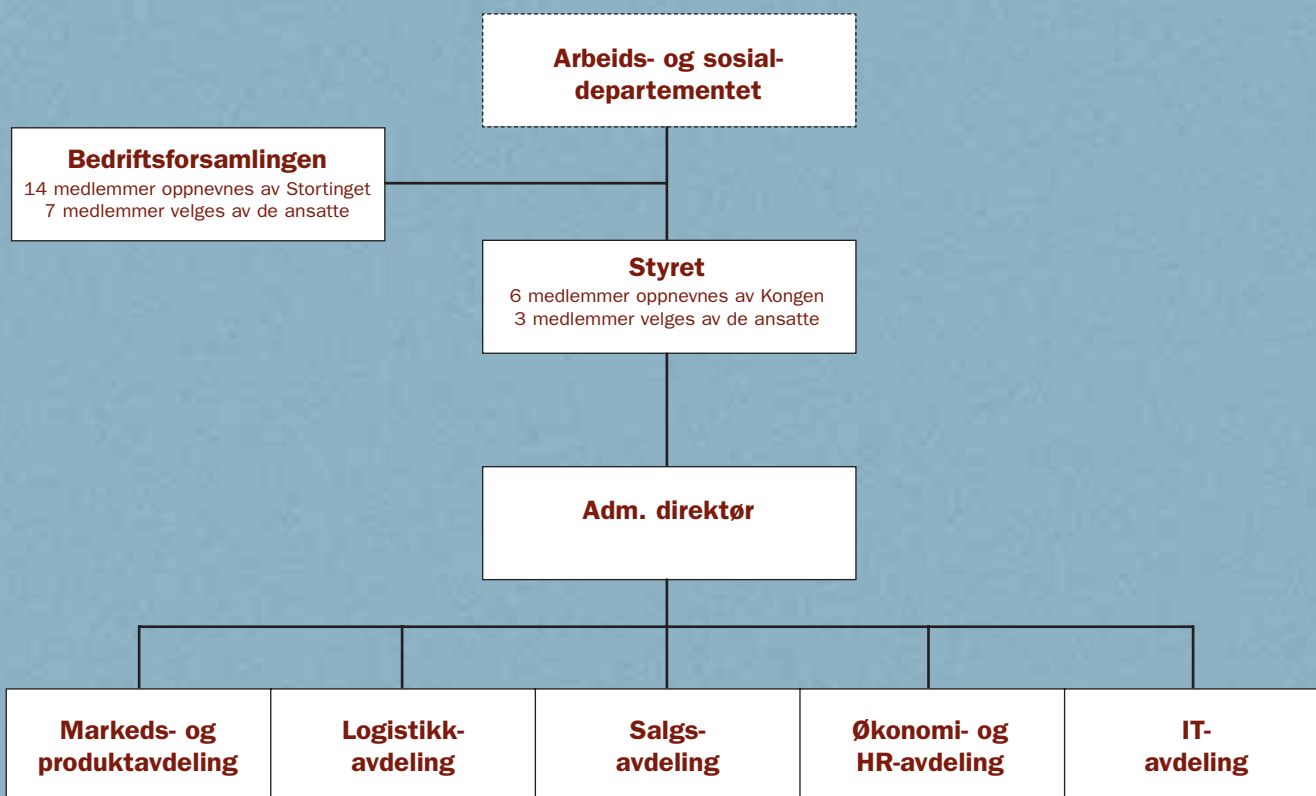 Arbeids- og sosial-
departementet
Bedriftsforsamlingen
14 medlemmer oppnevnes av Stortinget
7 medlemmer velges av de ansatte
Styret
6 medlemmer oppnevnes av Kongen
3 medlemmer velges av de ansatte
Adm. direktør
Markeds- og
produktavdeling
Logistikk-
avdeling
Salgs-
avdeling
Økonomi- og
HR-avdeling
IT-
avdeling